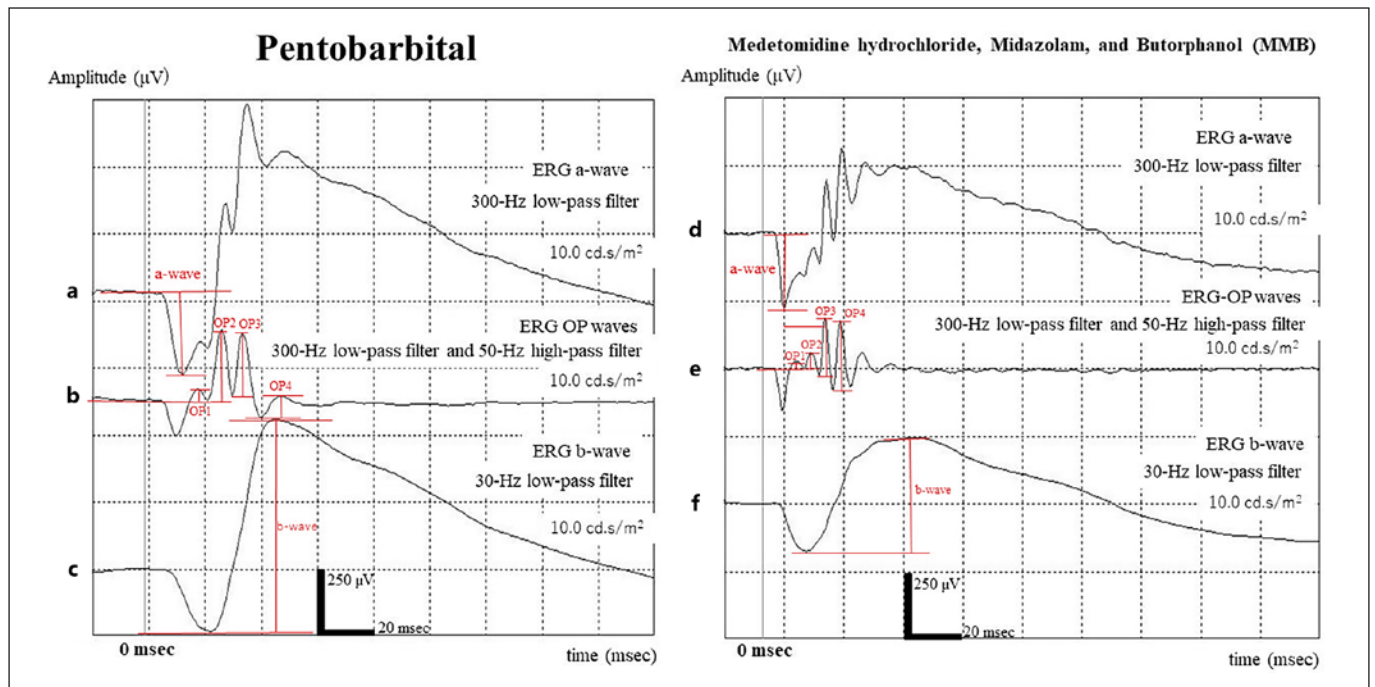 Pentobarbital
Amplitude (μV)
ERG a-wave
300-Hz low-pass filter
10.0 cd.s/m²
a-wave
a
ERG OP waves
OP2 OP3
300-Hz low-pass filter and 50-Hz high-pass filter
10.0 cd.s/m²
OP4
b
OP1
ERG b-wave
30-Hz low-pass filter
10.0 cd.s/m²
b-wave
c
250 μV
20 msec
0 msec
time (msec)
Medetomidine hydrochloride, Midazolam, and Butorphanol (MMB)
Amplitude (μV)
ERG a-wave
300-Hz low-pass filter
10.0 cd.s/m²
d
a-wave
ERG-OP waves
OP3 OP4
300-Hz low-pass filter and 50Hz high-pass filter
OP2
10.0 cd.s/m²
OP1
e
ERG b-wave
30-Hz low-pass filter
b-wave
10.0 cd.s/m²
f
250 μV
20 msec
0 msec
time (msec)